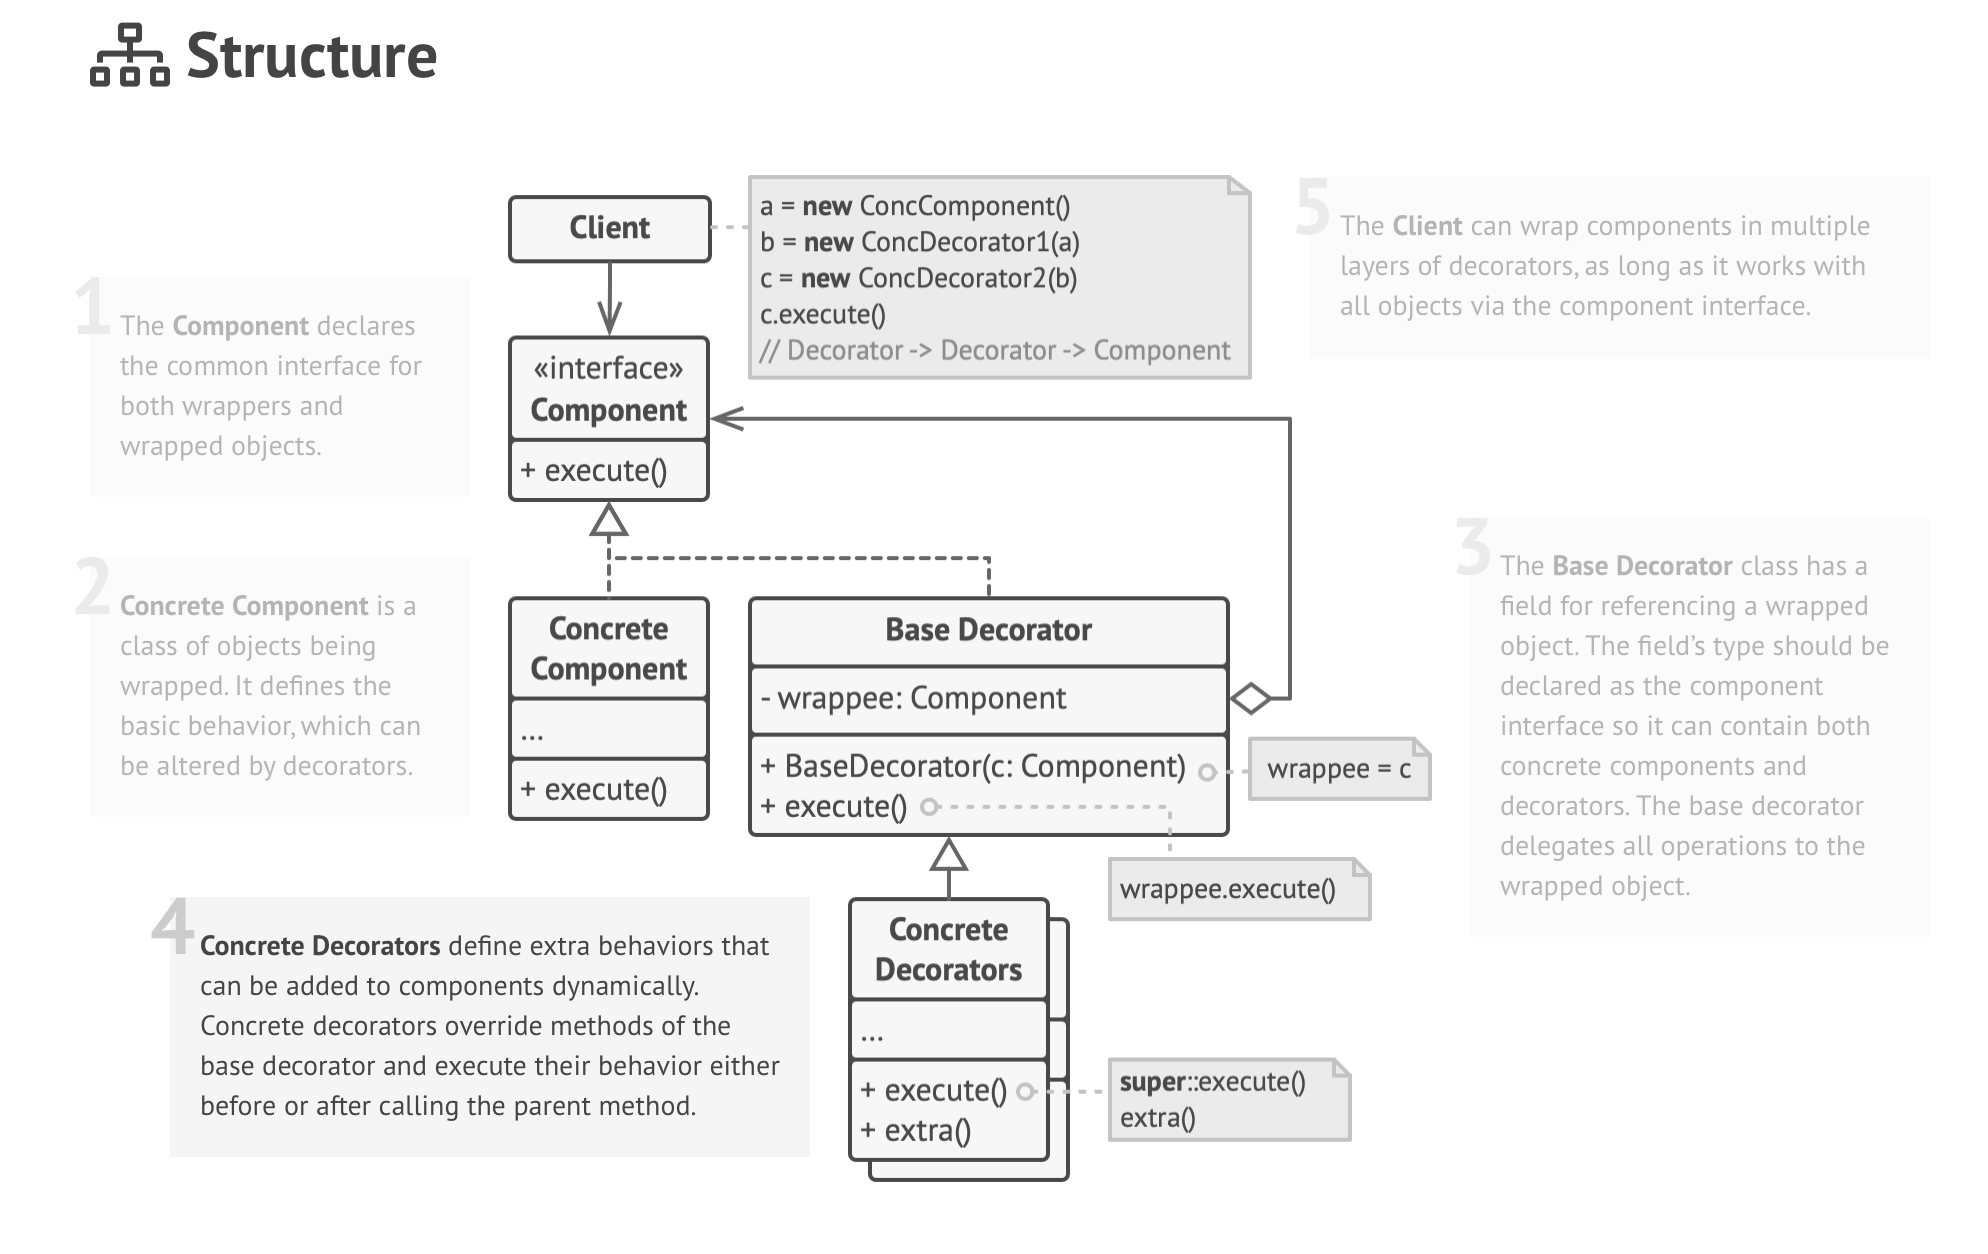 Structure
Client
a = new ConcComponent()
b = new ConcDecorator1(a)
c = new ConcDecorator2(b)
c.execute()
// Decorator -> Decorator -> Component
5
The Client can wrap components in multiple
layers of decorators, as long as it works with
all objects via the component interface.
1
The Component declares
the common interface for
both wrappers and
wrapped objects.
«interface»
Component
+ execute()
2
Concrete Component is a
class of objects being
wrapped. It defines the
basic behavior, which can
be altered by decorators.
Concrete
Component
...
+ execute()
Base Decorator
- wrappee: Component
+ BaseDecorator(c: Component)
+ execute()
wrappee = c
wrappee.execute()
3
The Base Decorator class has a
field for referencing a wrapped
object. The field’s type should be
declared as the component
interface so it can contain both
concrete components and
decorators. The base decorator
delegates all operations to the
wrapped object.
4
Concrete Decorators define extra behaviors that
can be added to components dynamically.
Concrete decorators override methods of the
base decorator and execute their behavior either
before or after calling the parent method.
Concrete
Decorators
...
+ execute()
+ extra()
super::execute()
extra()